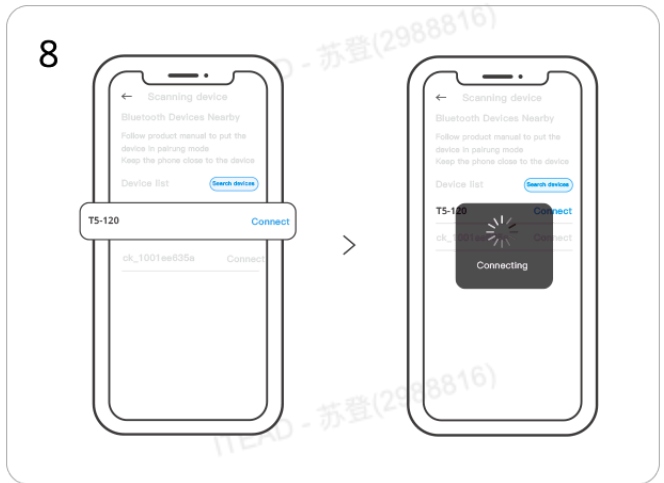 8
← Scanning device
Bluetooth Devices Nearby
Follow product manual to put the
device in pairung mode
Keep the phone close to the device
Device list
Search devices
T5-120 Connect
ck_1001ee835a Connect
>
← Scanning device
Bluetooth Devices Nearby
Follow product manual to put the
device in pairung mode
Keep the phone close to the device
Device list
Search devices
T5-120 Connect
Connecting
ITEAD - 苏登(2988816)
ITEAD - 苏登(2988816)